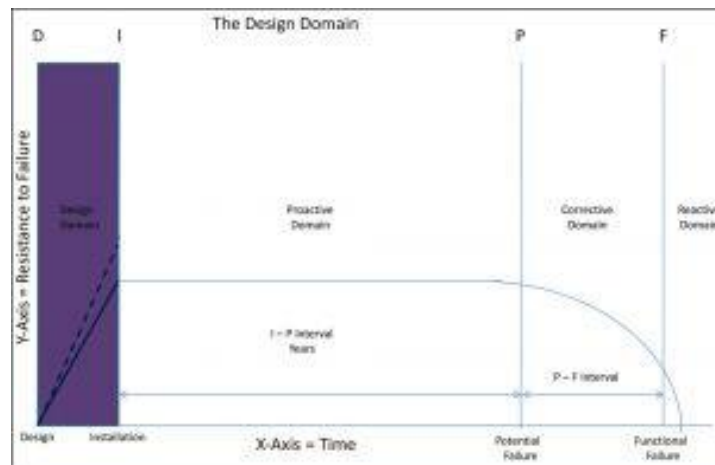 The Design Domain
D I P F
Y-Axis = Resistance to Failure
Design
Domain
Proactive
Domain
Corrective
Domain
Reactive
Domain
I – P Interval
Years
P – F Interval
Design
Installation
X-Axis = Time
Potential
Failure
Functional
Failure